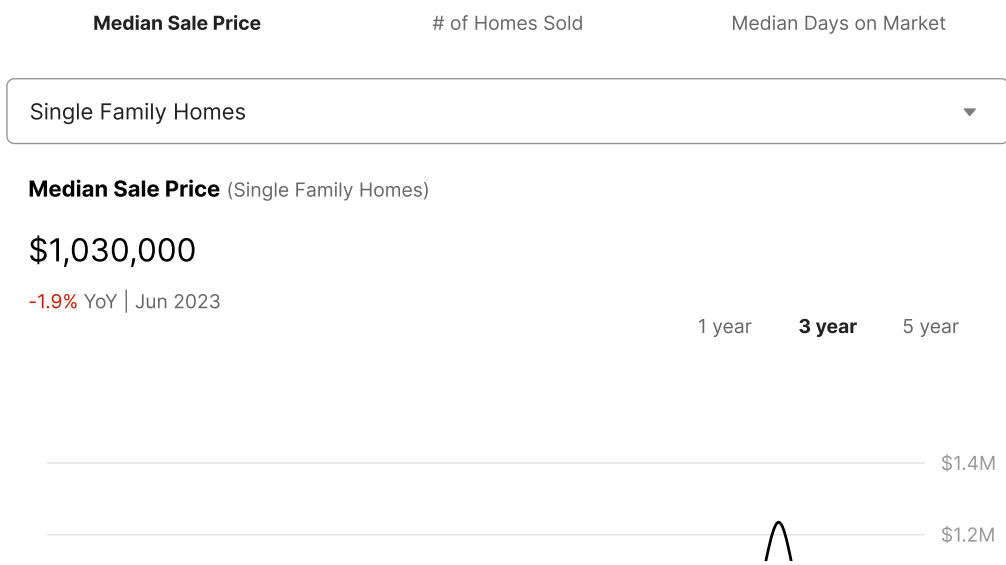 Median Sale Price # of Homes Sold Median Days on Market
Single Family Homes
Median Sale Price (Single Family Homes)
$1,030,000
-1.9% YoY | Jun 2023
1 year 3 year 5 year
$1.4M
$1.2M